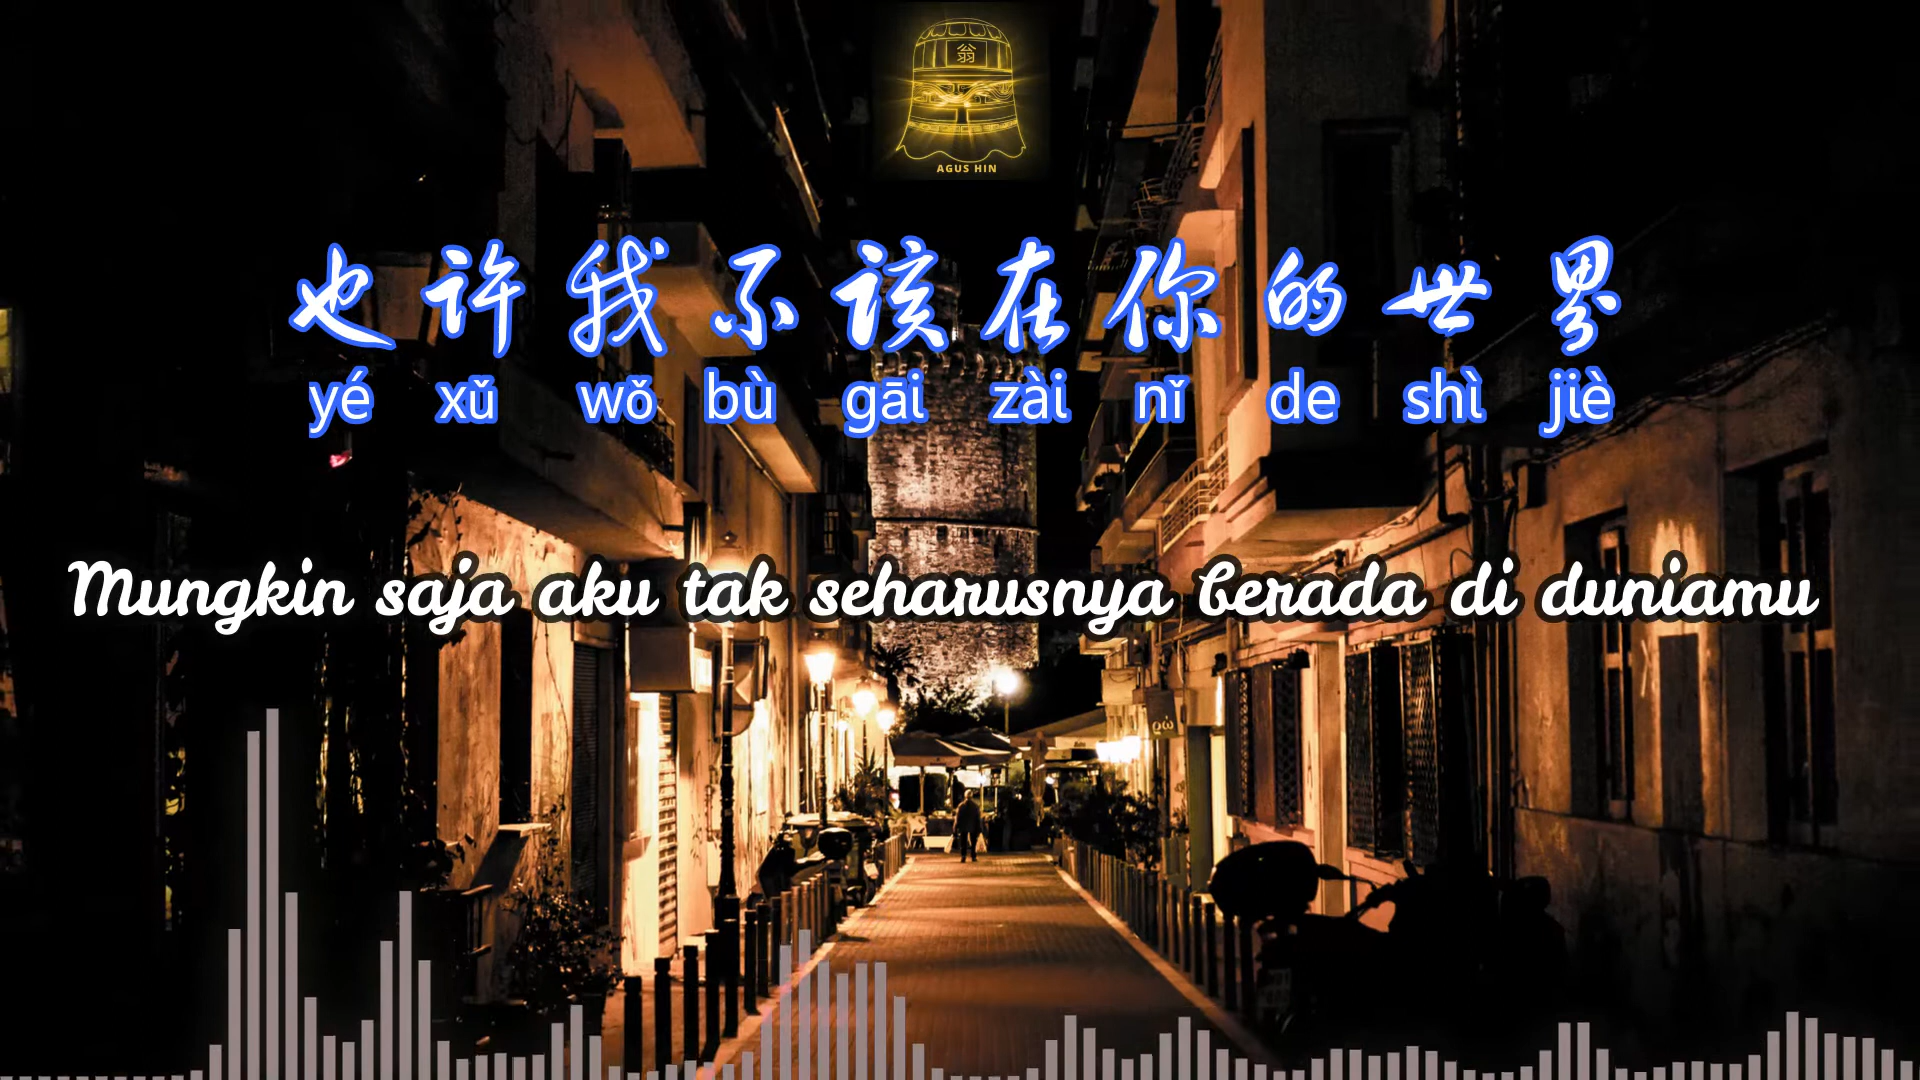 翁
AGUS HIN
也许我不该在你的世界
yé xǔ wǒ bù gāi zài nǐ de shì jiè
Mungkin saja aku tak seharusnya berada di duniamu